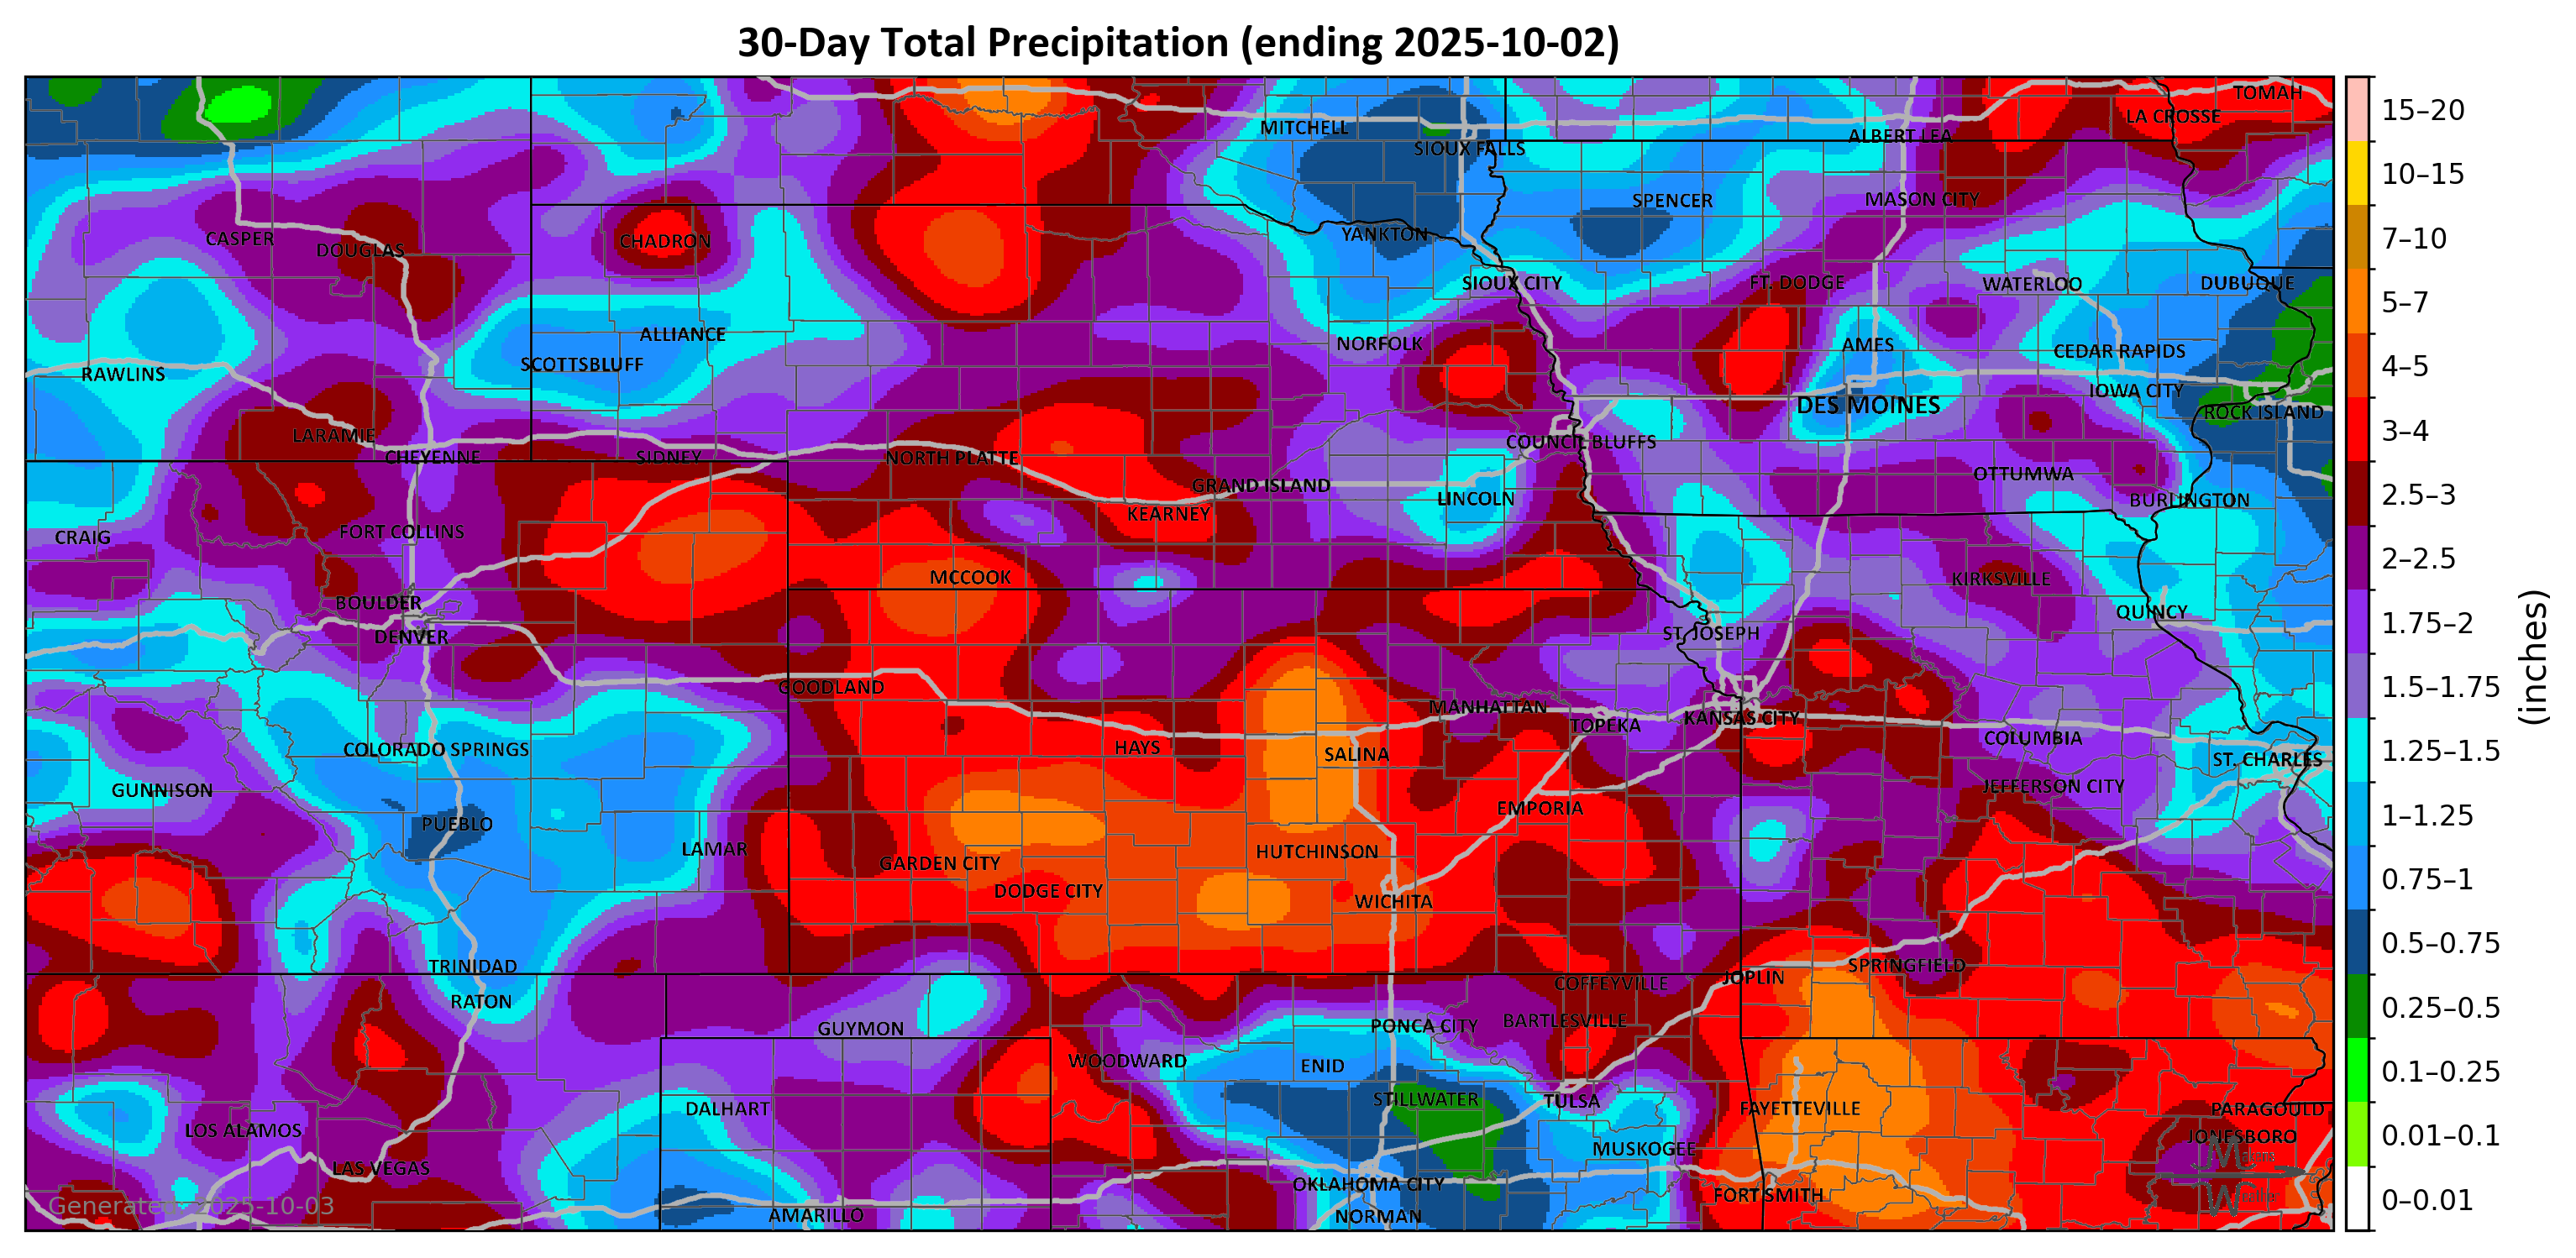 30-Day Total Precipitation (ending 2025-10-02)
TOMAH
LA CROSSE
MITCHELL
ALBERT LEA
SIOUX FALLS
SPENCER
MASON CITY
YANKTON
CASPER
CHADRON
DOUGLAS
SIOUX CITY
FT. DODGE
WATERLOO
DUBUQUE
ALLIANCE
NORFOLK
AMES
CEDAR RAPIDS
SCOTTSBLUFF
RAWLINS
IOWA CITY
DES MOINES
ROCK ISLAND
LARAMIE
COUNCIL BLUFFS
CHEYENNE
SIDNEY
NORTH PLATTE
OTTUMWA
GRAND ISLAND
LINCOLN
BURLINGTON
KEARNEY
CRAIG
FORT COLLINS
MCCOOK
KIRKSVILLE
BOULDER
QUINCY
DENVER
ST. JOSEPH
GOODLAND
MANHATTAN
TOPEKA
KANSAS CITY
COLUMBIA
COLORADO SPRINGS
HAYS
SALINA
ST. CHARLES
GUNNISON
JEFFERSON CITY
EMPORIA
PUEBLO
LAMAR
HUTCHINSON
GARDEN CITY
DODGE CITY
WICHITA
TRINIDAD
SPRINGFIELD
JOPLIN
COFFEYVILLE
RATON
BARTLESVILLE
GUYMON
PONCA CITY
WOODWARD
ENID
STILLWATER
TULSA
DALHART
FAYETTEVILLE
PARAGOULD
LOS ALAMOS
JONESBORO
MUSKOGEE
LAS VEGAS
OKLAHOMA CITY
FORT SMITH
AMARILLO
NORMAN
Generated: 2025-10-03
15–20
10–15
7–10
5–7
4–5
3–4
2.5–3
2–2.5
1.75–2
1.5–1.75
1.25–1.5
1–1.25
0.75–1
0.5–0.75
0.25–0.5
0.1–0.25
0.01–0.1
0–0.01
(inches)